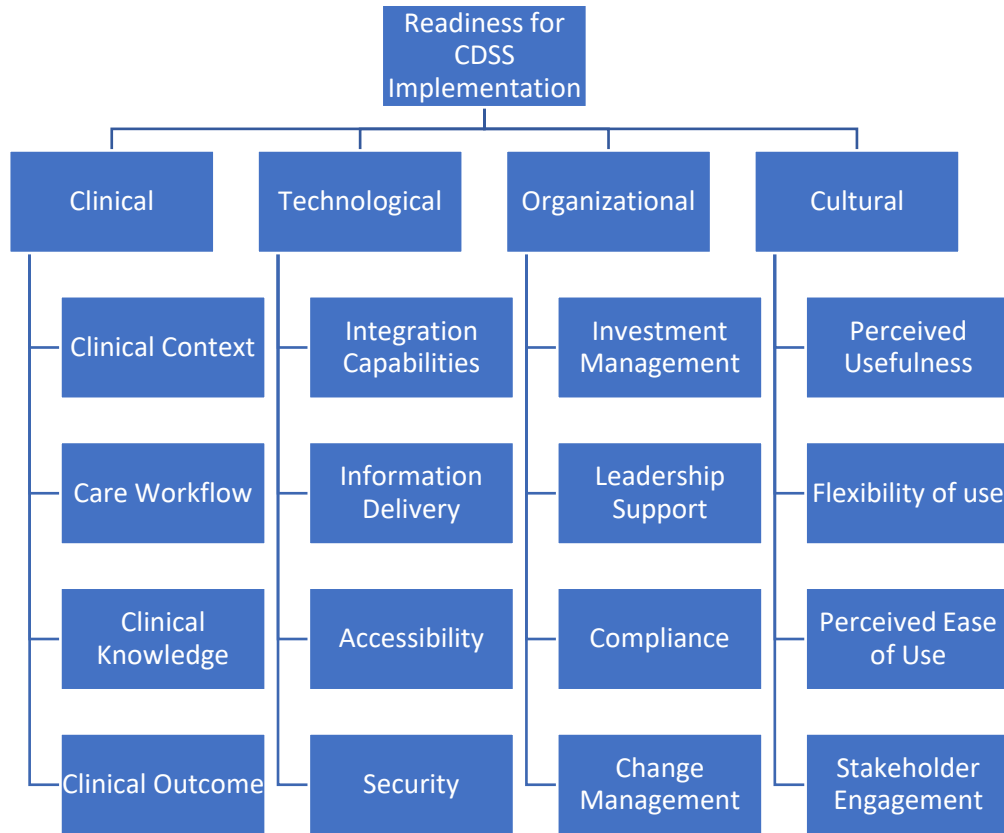 Readiness for
CDSS
Implementation
Clinical
Technological
Organizational
Cultural
Clinical Context
Integration
Capabilities
Investment
Management
Perceived
Usefulness
Care Workflow
Information
Delivery
Leadership
Support
Flexibility of use
Clinical
Knowledge
Accessibility
Compliance
Perceived Ease
of Use
Clinical Outcome
Security
Change
Management
Stakeholder
Engagement